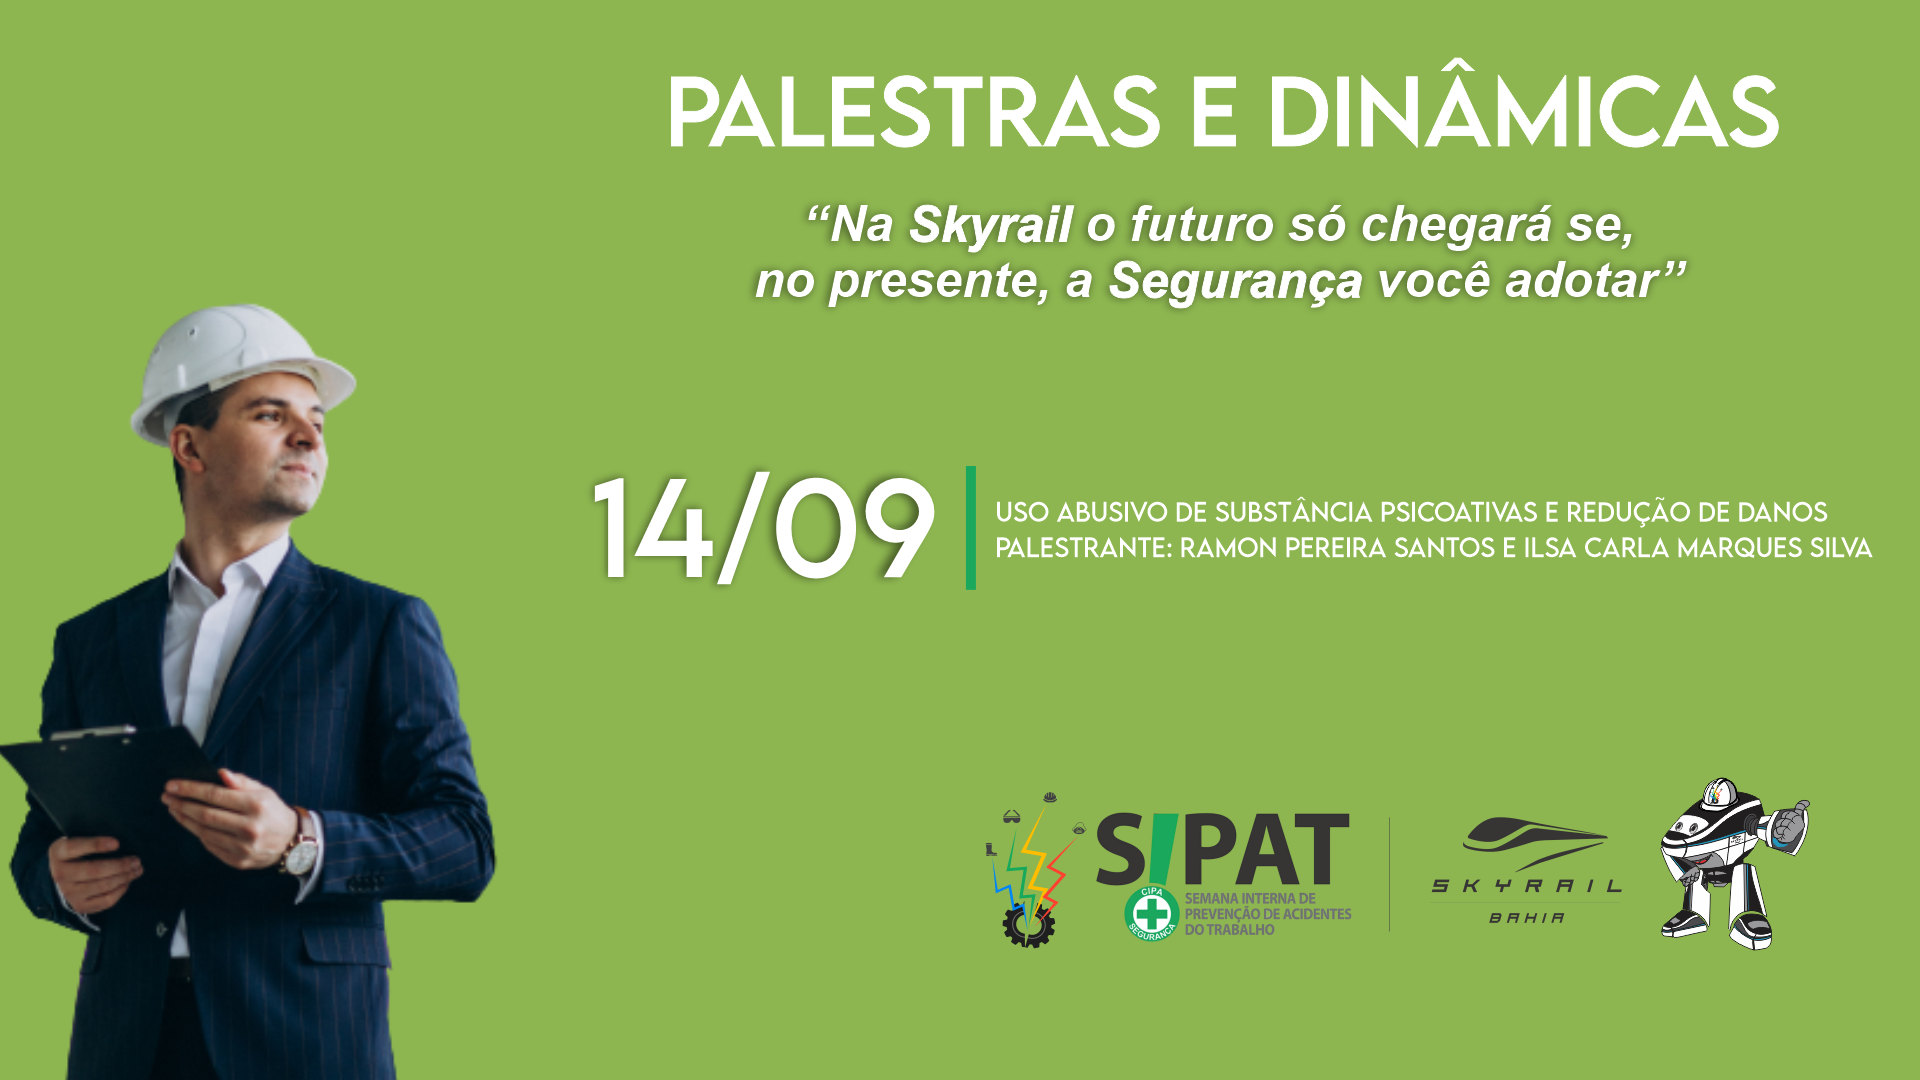 PALESTRAS E DINÂMICAS
“Na Skyrail o futuro só chegará se,
no presente, a Segurança você adotar”
14/09
USO ABUSIVO DE SUBSTÂNCIA PSICOATIVAS E REDUÇÃO DE DANOS
PALESTRANTE: RAMON PEREIRA SANTOS E ILSA CARLA MARQUES SILVA
S!PAT
CIPA
SEGURANÇA
SEMANA INTERNA DE
PREVENÇÃO DE ACIDENTES
DO TRABALHO
SKYRAIL
BAHIA